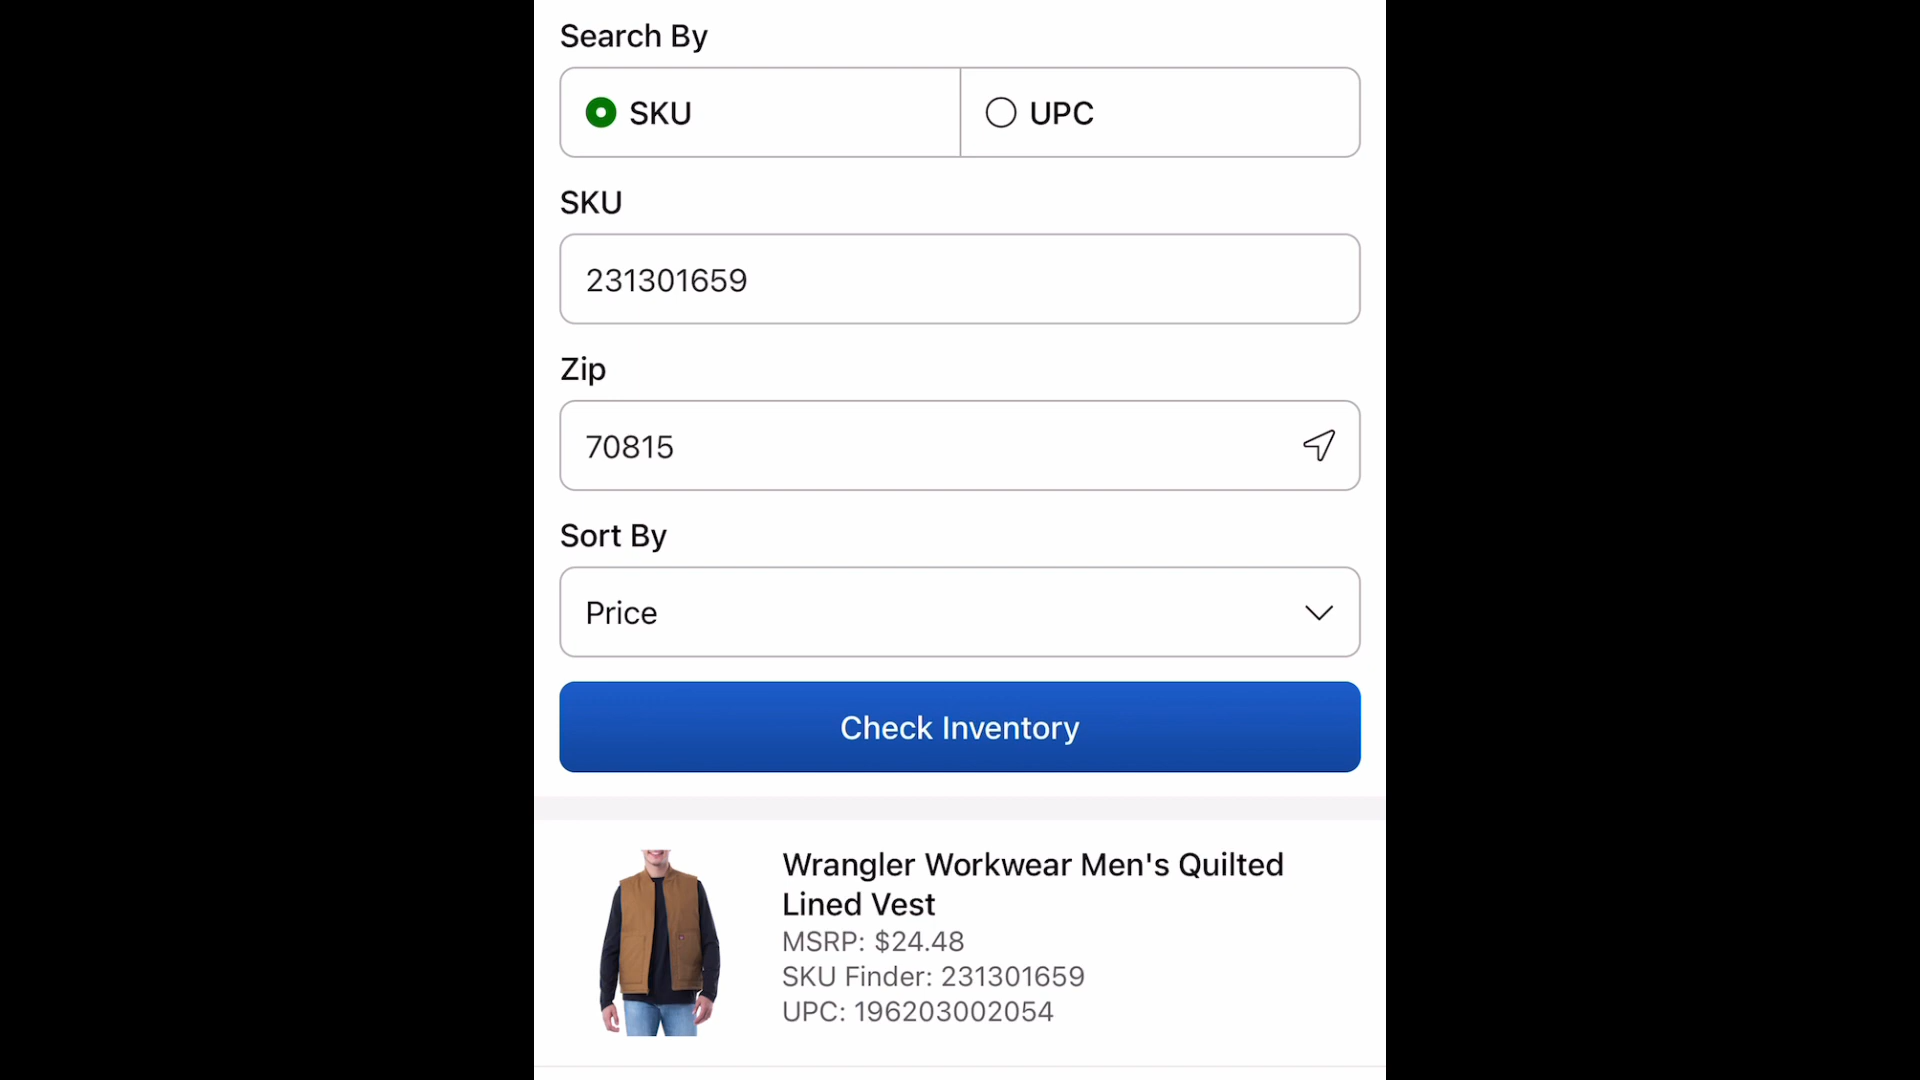 Search By
SKU
UPC
SKU
231301659
Zip
70815
Sort By
Price
Check Inventory
Wrangler Workwear Men's Quilted
Lined Vest
MSRP: $24.48
SKU Finder: 231301659
UPC: 196203002054